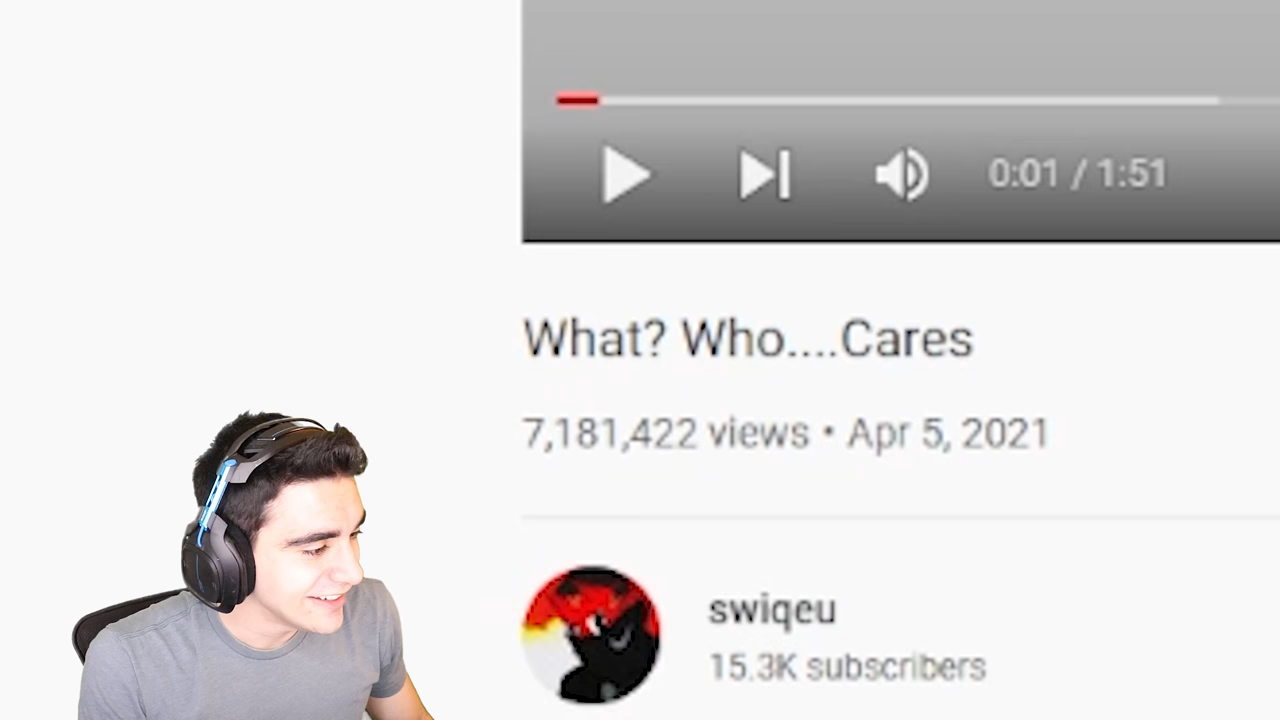 0:01 / 1:51
What? Who....Cares
7,181,422 views • Apr 5, 2021
swiqeu
15.3K subscribers